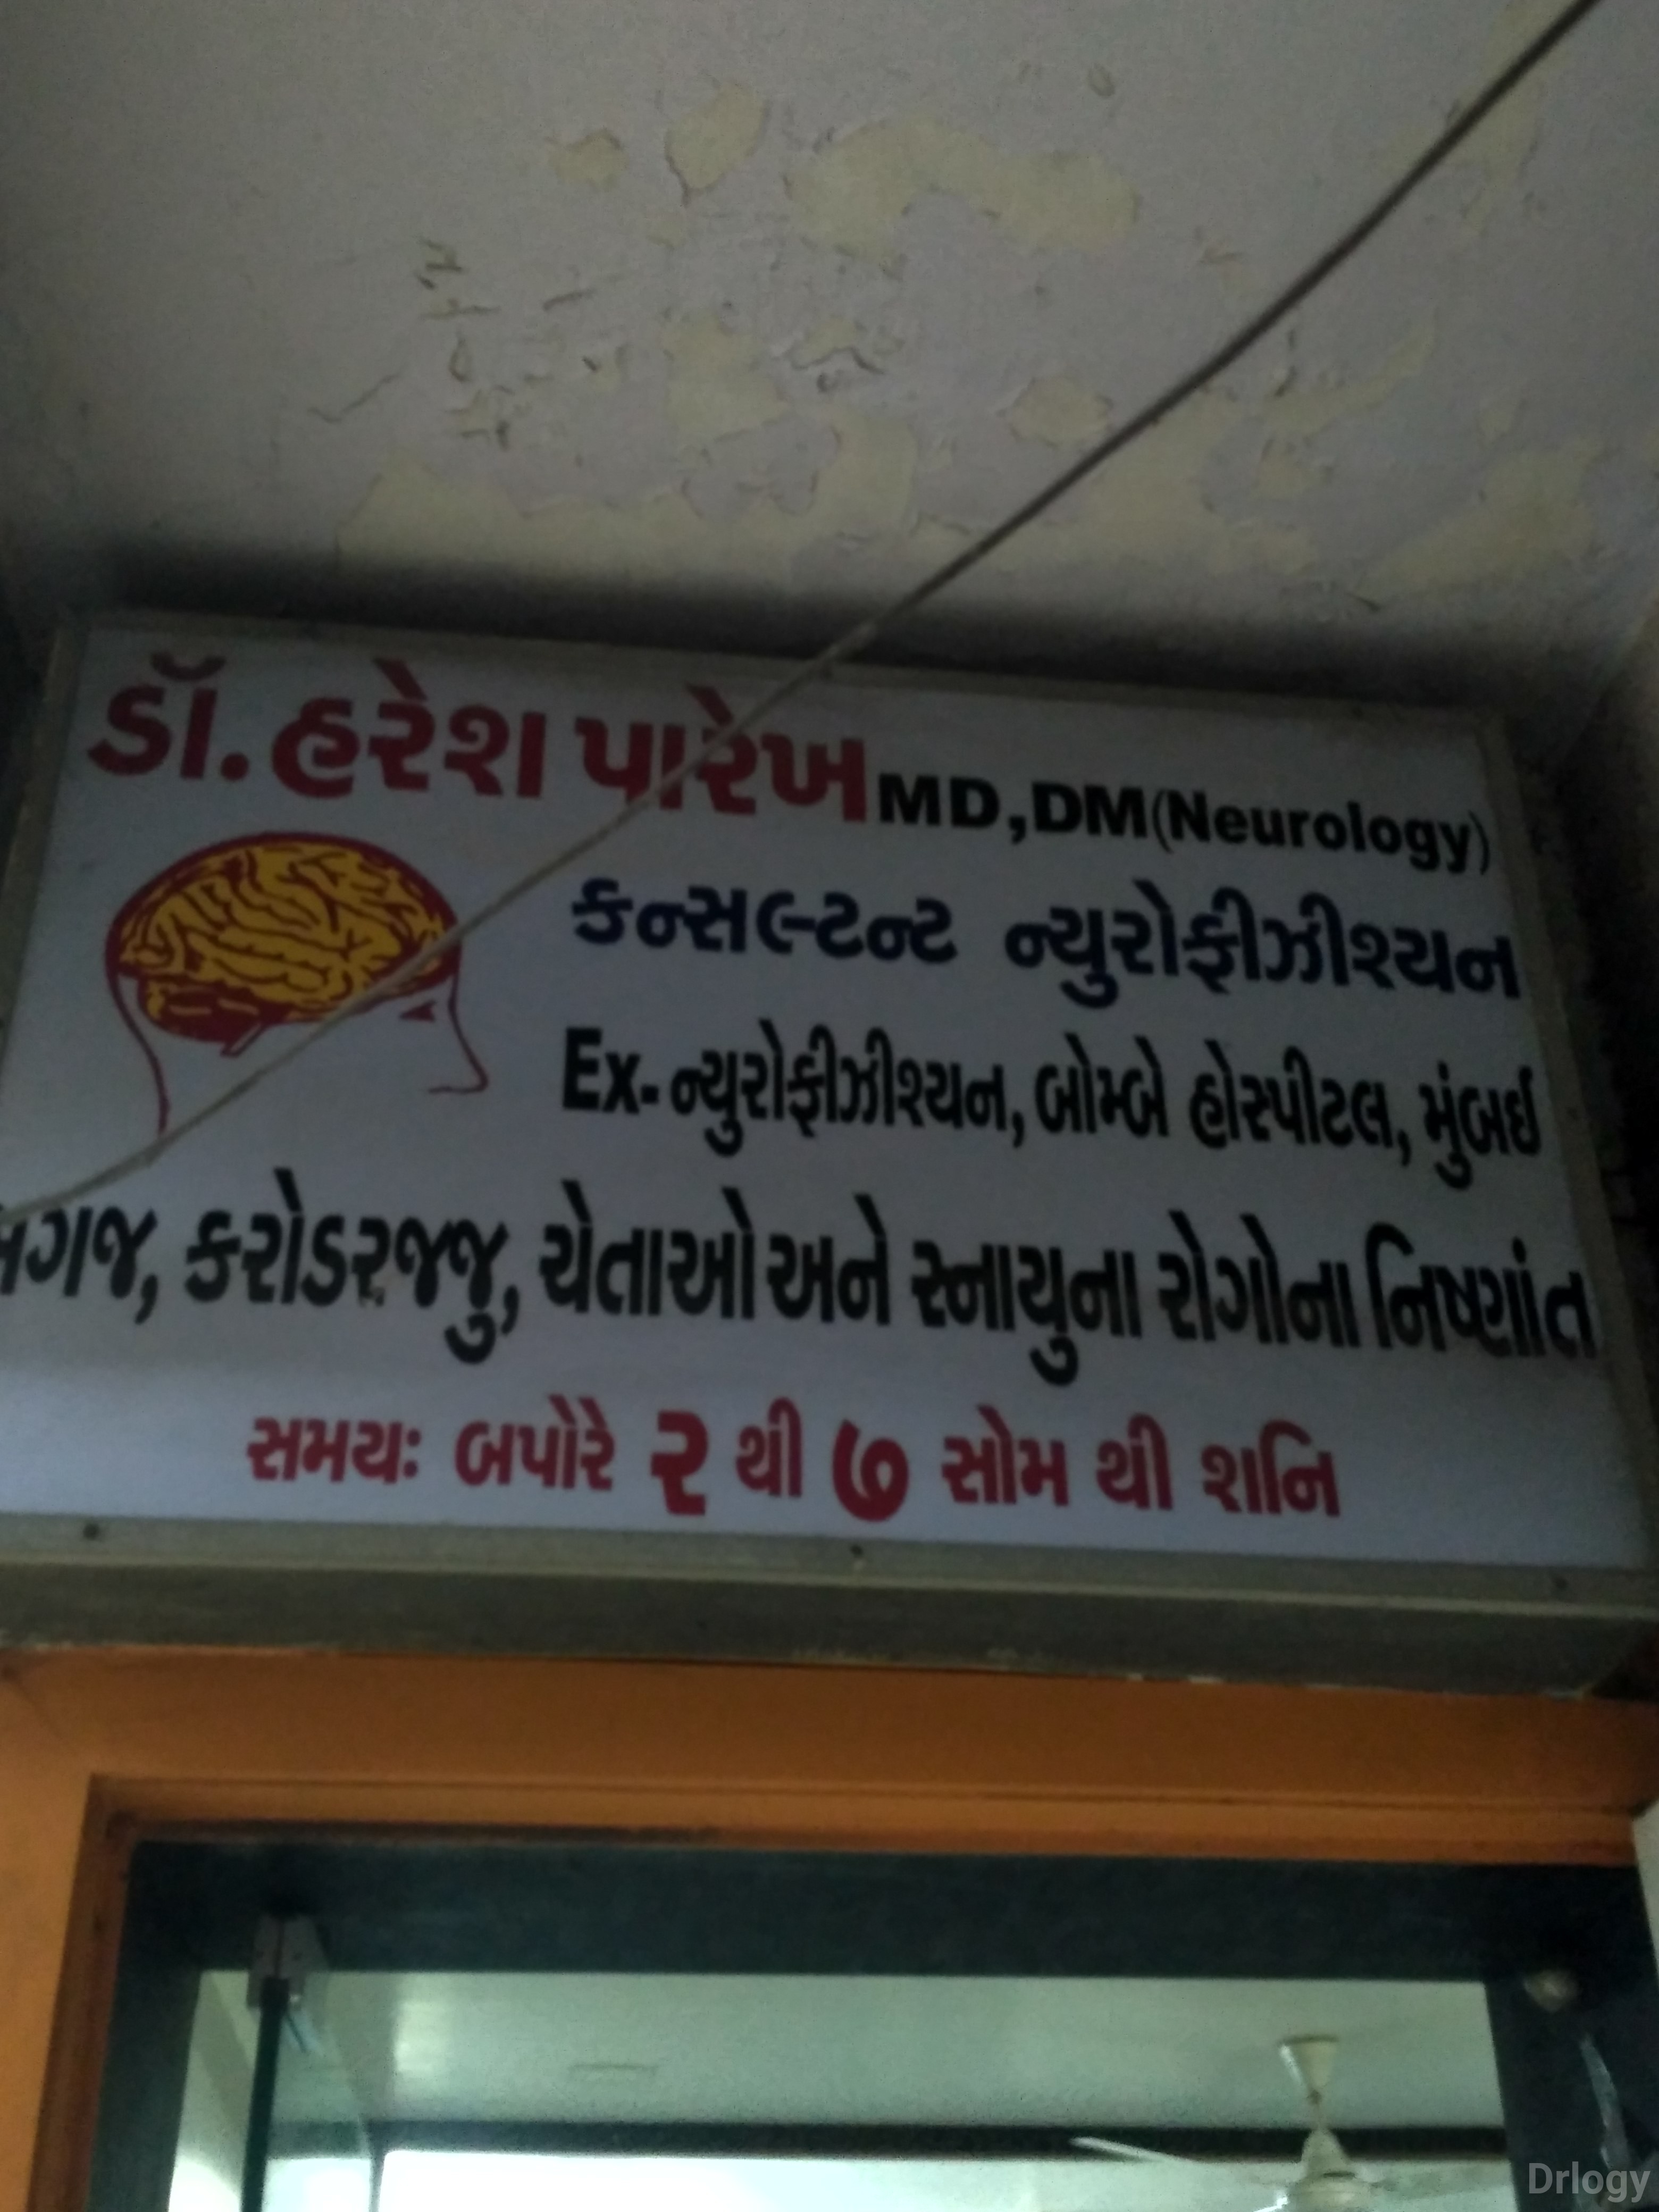 ડૉ. હરેશ પારેખ MD,DM(Neurology)
કન્સલ્ટન્ટ ન્યુરોફીઝીશ્યન
Ex- ન્યુરોફીઝીશ્યન, બોમ્બે હોસ્પીટલ, મુંબઈ
મગજ, કરોડરજ્જુ, ચેતાઓ અને સ્નાયુના રોગોના નિષ્ણાંત
સમયઃ બપોરે ૨ થી ૭ સોમ થી શનિ
Drlogy